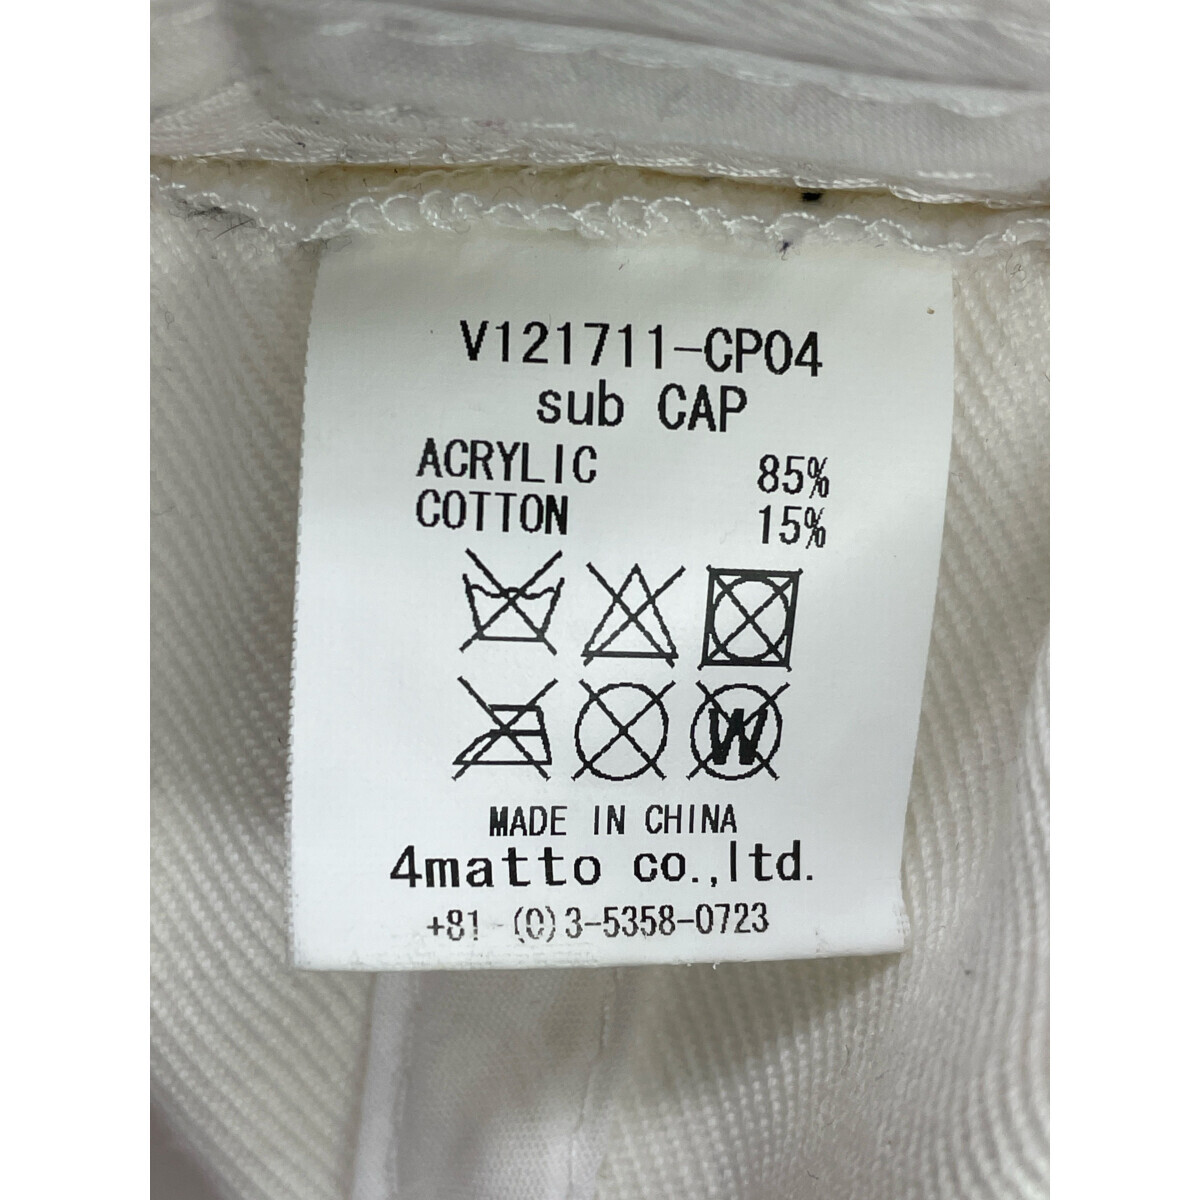 V121711-CP04
sub CAP
ACRYLIC 85%
COTTON 15%
W
MADE IN CHINA
4matto co.,ltd.
+81 (0)3-5358-0723